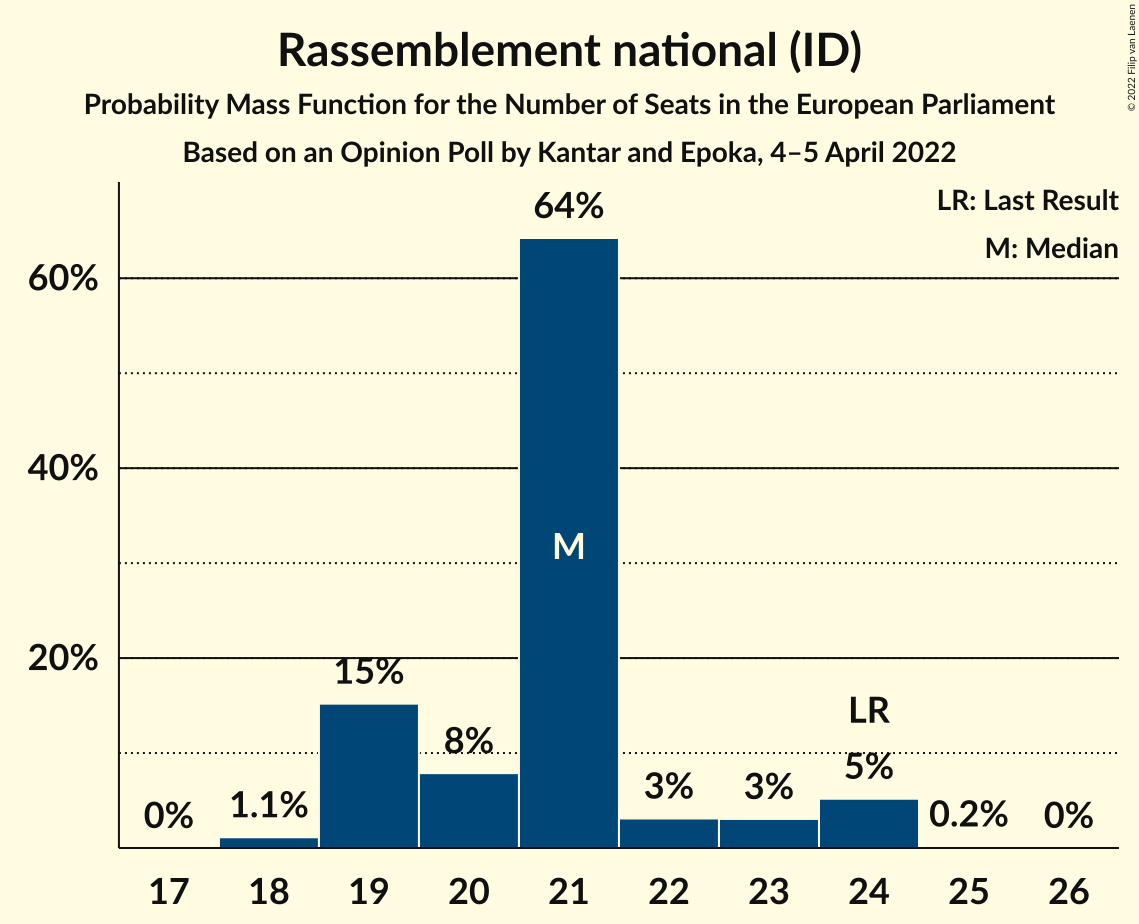 Rassemblement national (ID)
Probability Mass Function for the Number of Seats in the European Parliament
Based on an Opinion Poll by Kantar and Epoka, 4–5 April 2022
© 2022 Filip van Laenen
LR: Last Result
M: Median
60%
40%
20%
0%
1.1%
15%
8%
64%
M
3%
3%
LR
5%
0.2%
0%
17 18 19 20 21 22 23 24 25 26